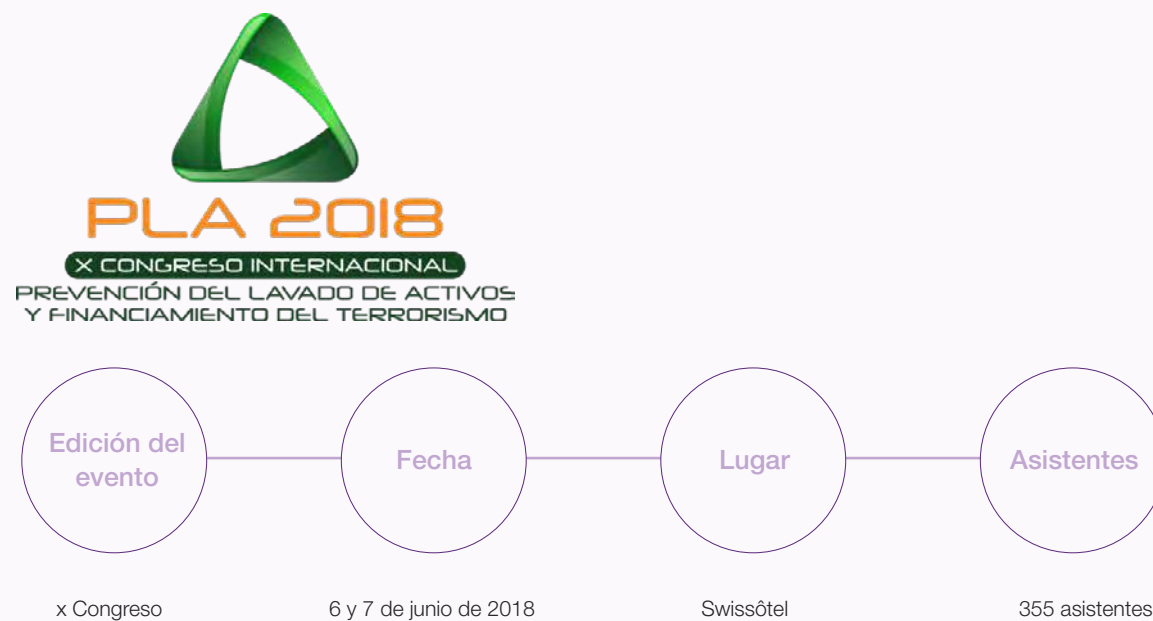 PLA 2018
X CONGRESO INTERNACIONAL
PREVENCIÓN DEL LAVADO DE ACTIVOS
Y FINANCIAMIENTO DEL TERRORISMO
Edición del
evento
Fecha
Lugar
Asistentes
x Congreso
6 y 7 de junio de 2018
Swissôtel
355 asistentes